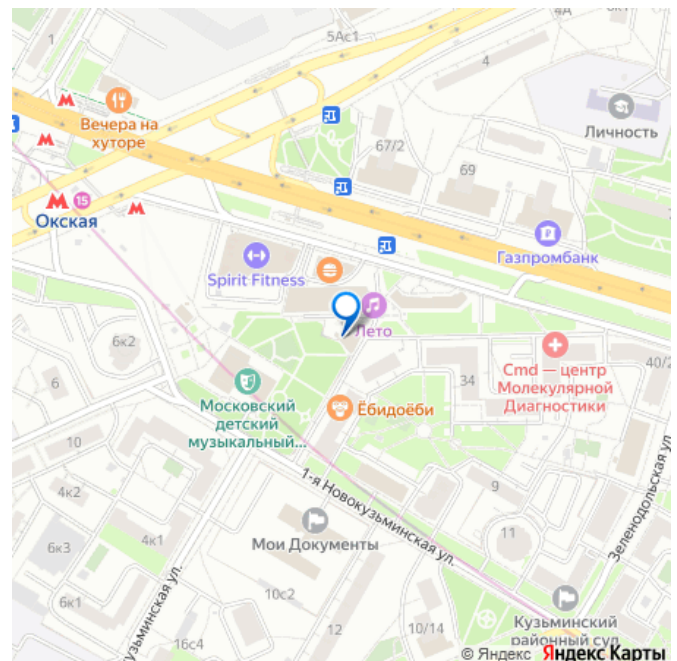 4А
1
5Ас1
4
Личность
Вечера на
хуторе
67/2
69
15
Окская
Газпромбанк
Spirit Fitness
Лето
6к2
34
40/2
Cmd — центр
Молекулярной
Диагностики
Московский
детский
музыкальный...
Ёбидоёби
10
9
1-я Новокузьминская ул.
Зеленодольская ул.
4к2
11
4к1
Мои Документы
6к3
6к1
10с2
Кузьминский
районный суд
12
10/14
16с4
© Яндекс Яндекс Карты